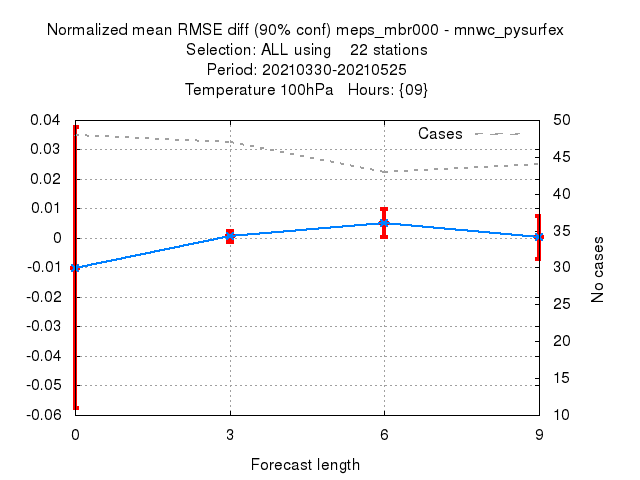 Normalized mean RMSE diff (90% conf) meps_mbr000 - mnwc_pysurfex
Selection: ALL using    22 stations
Period: 20210330-20210525
Temperature 100hPa   Hours: {09}
Cases
0.04
0.03
0.02
0.01
0
-0.01
-0.02
-0.03
-0.04
-0.05
-0.06
50
45
40
35
30
25
20
15
10
No cases
0 3 6 9
Forecast length